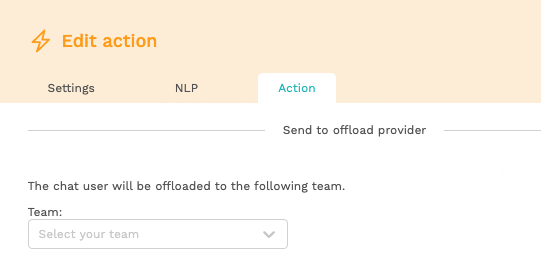 Edit action
Settings NLP Action
Send to offload provider
The chat user will be offloaded to the following team.
Team:
Select your team